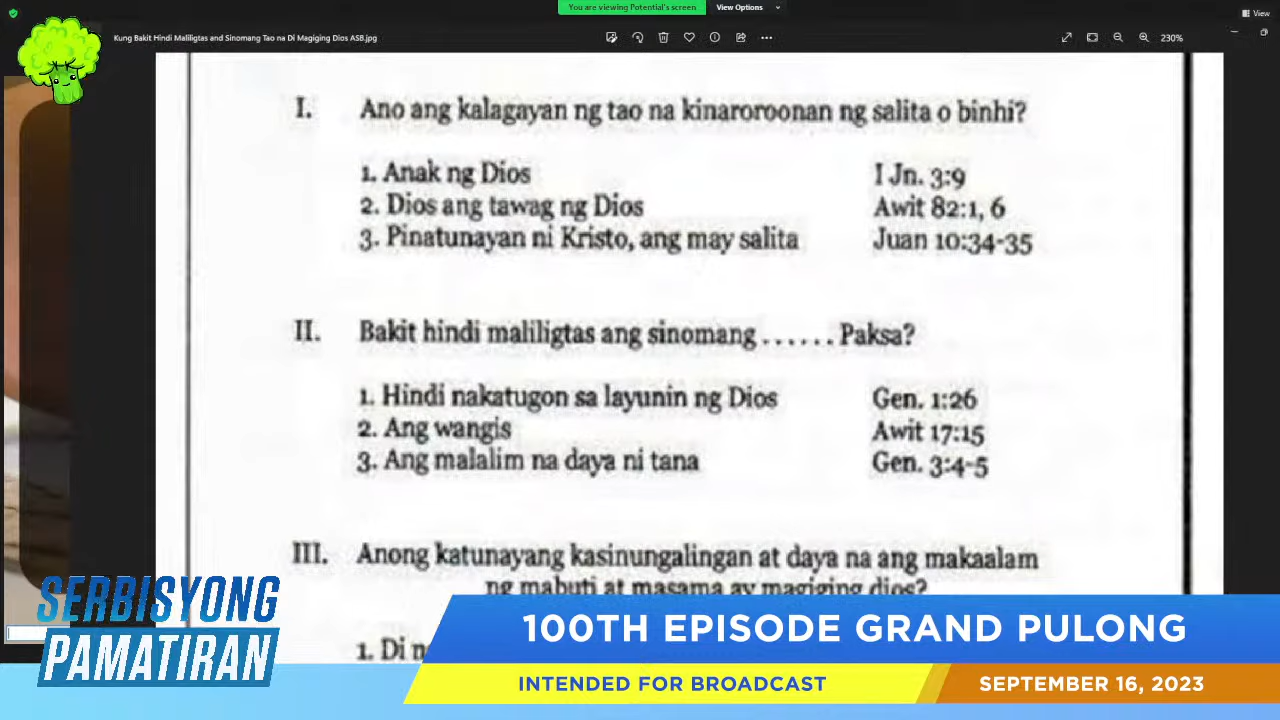 You are viewing Potential's screen
View Options
View
Kung Bakit Hindi Maliligtas and Sinomang Tao na Di Magiging Dios ASB.jpg
230%
I. Ano ang kalagayan ng tao na kinaroroonan ng salita o binhi?
1. Anak ng Dios I Jn. 3:9
2. Dios ang tawag ng Dios Awit 82:1, 6
3. Pinatunayan ni Kristo, ang may salita Juan 10:34-35
II. Bakit hindi maliligtas ang sinomang ...... Paksa?
1. Hindi nakatugon sa layunin ng Dios Gen. 1:26
2. Ang wangis Awit 17:15
3. Ang malalim na daya ni tana Gen. 3:4-5
III. Anong katunayang kasinungalingan at daya na ang makaalam
ng mabuti at masama ay magiging dios?
1. Di
SERBISYONG
PAMATIRAN
100TH EPISODE GRAND PULONG
INTENDED FOR BROADCAST
SEPTEMBER 16, 2023